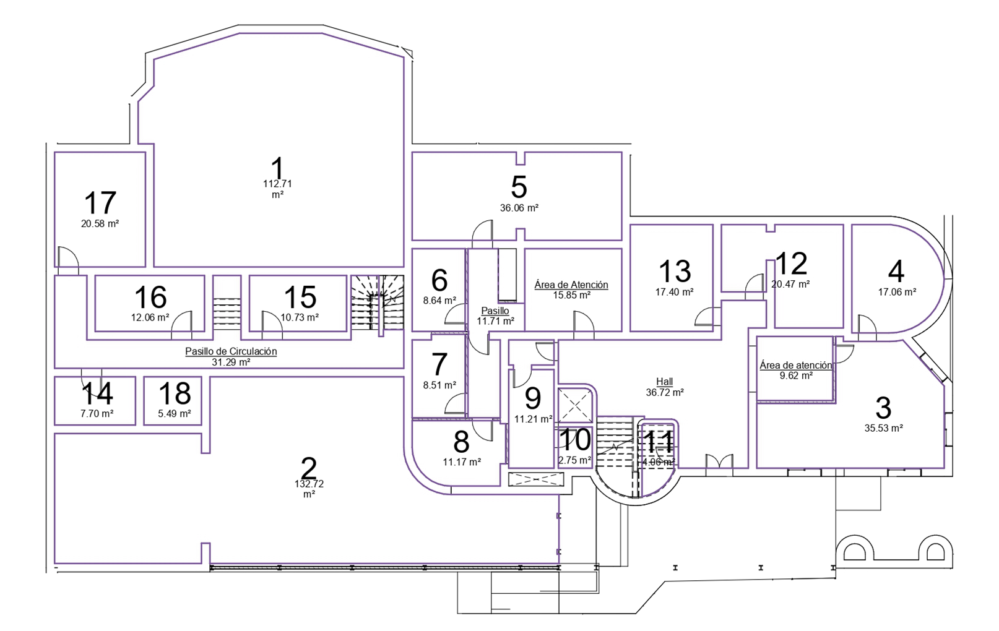 1
112.71
m²
17
20.58 m²
5
36.06 m²
16
12.06 m²
15
10.73 m²
6
8.64 m²
Pasillo
11.71 m²
Área de Atención
15.85 m²
13
17.40 m²
12
20.47 m²
4
17.06 m²
Pasillo de Circulación
31.29 m²
14
7.70 m²
18
5.49 m²
7
8.51 m²
9
11.21 m²
Hall
36.72 m²
Área de atención
9.62 m²
3
35.53 m²
2
132.72
m²
8
11.17 m²
10
2.75 m²
11
4.06 m²